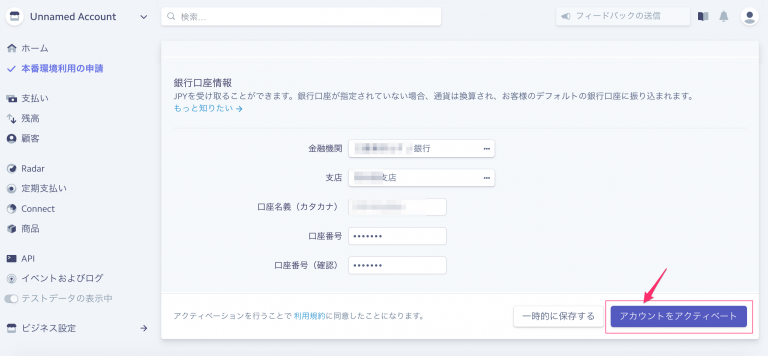 Unnamed Account
検索...
フィードバックの送信
ホーム
本番環境利用の申請
支払い
残高
顧客
Radar
定期支払い
Connect
商品
API
イベントおよびログ
テストデータの表示中
ビジネス設定
銀行口座情報
JPYを受け取ることができます。銀行口座が指定されていない場合、通貨は換算され、お客様のデフォルトの銀行口座に振り込まれます。
もっと知りたい →
金融機関 銀行
支店 支店
口座名義（カタカナ）
口座番号 •••••••
口座番号（確認） •••••••
アクティベーションを行うことで 利用規約に同意したことになります。
一時的に保存する
アカウントをアクティベート